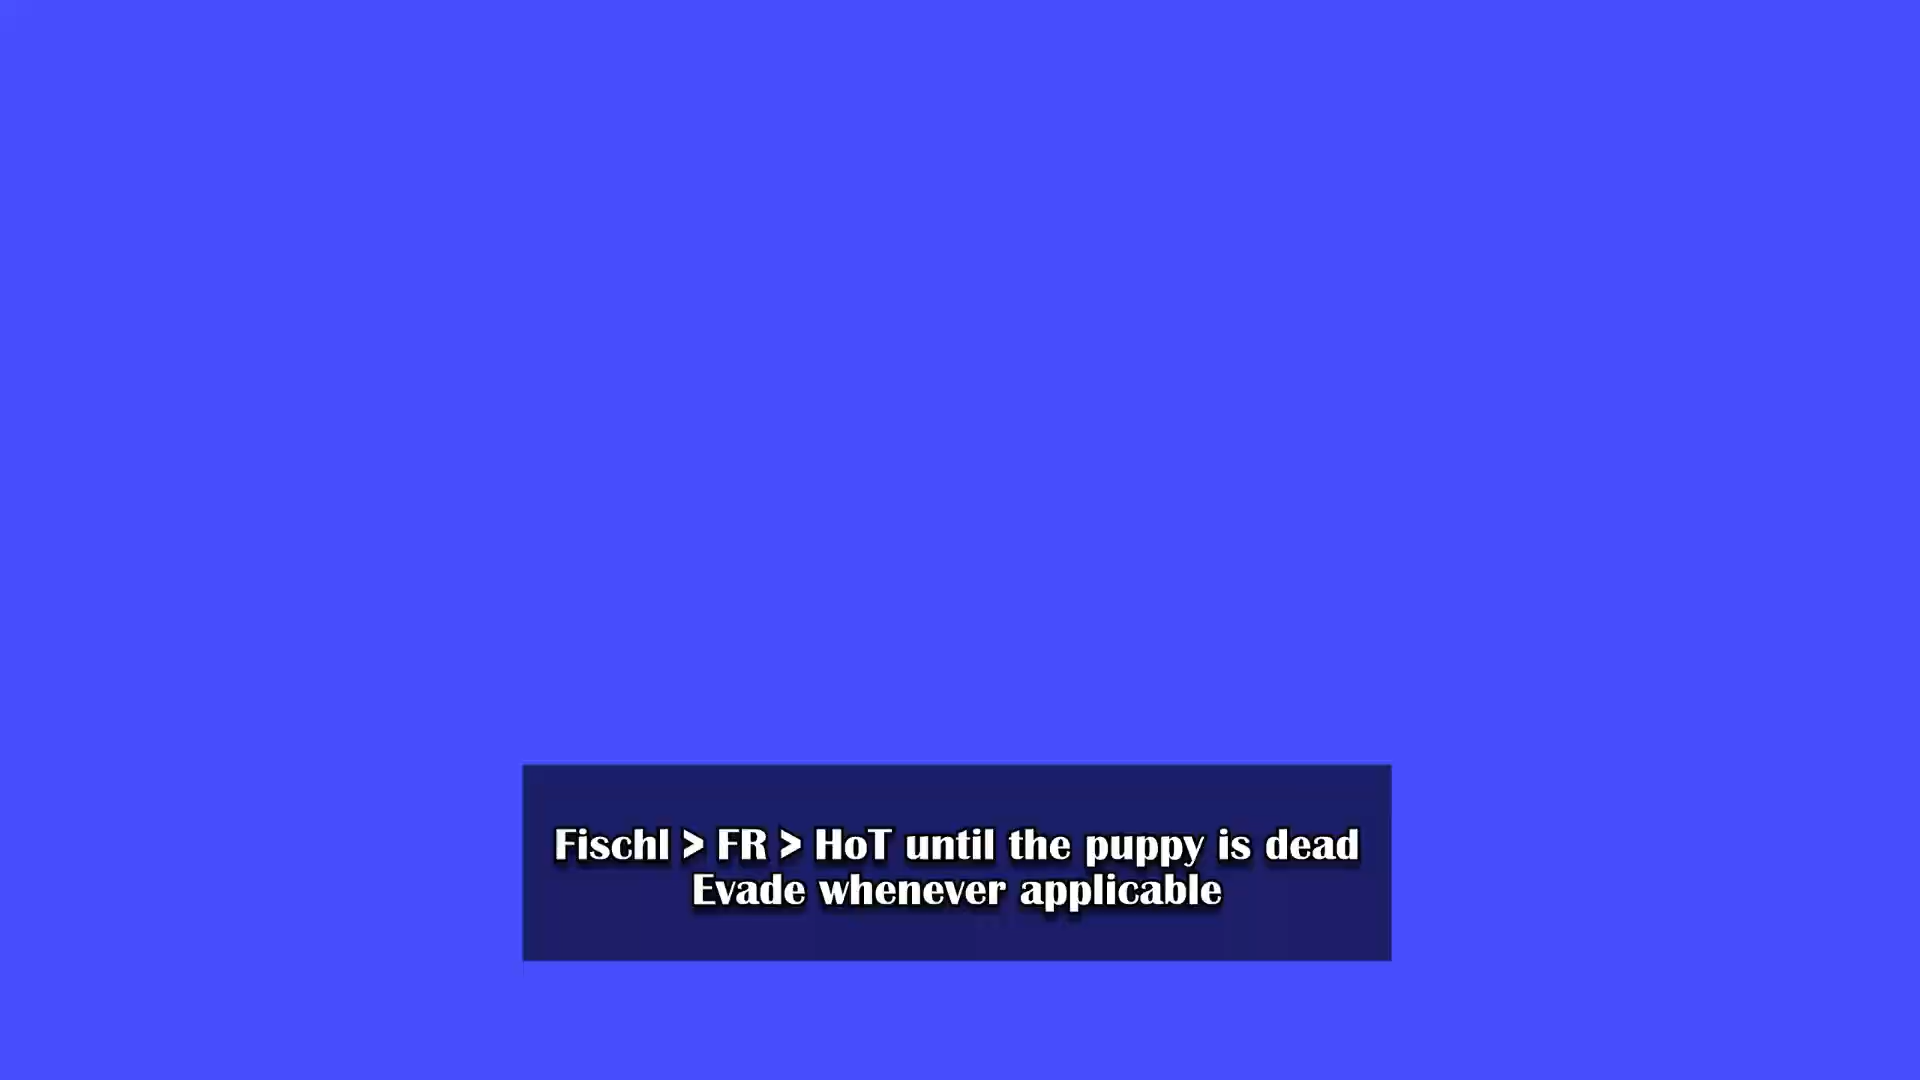 Fischl > FR > HoT until the puppy is dead
Evade whenever applicable